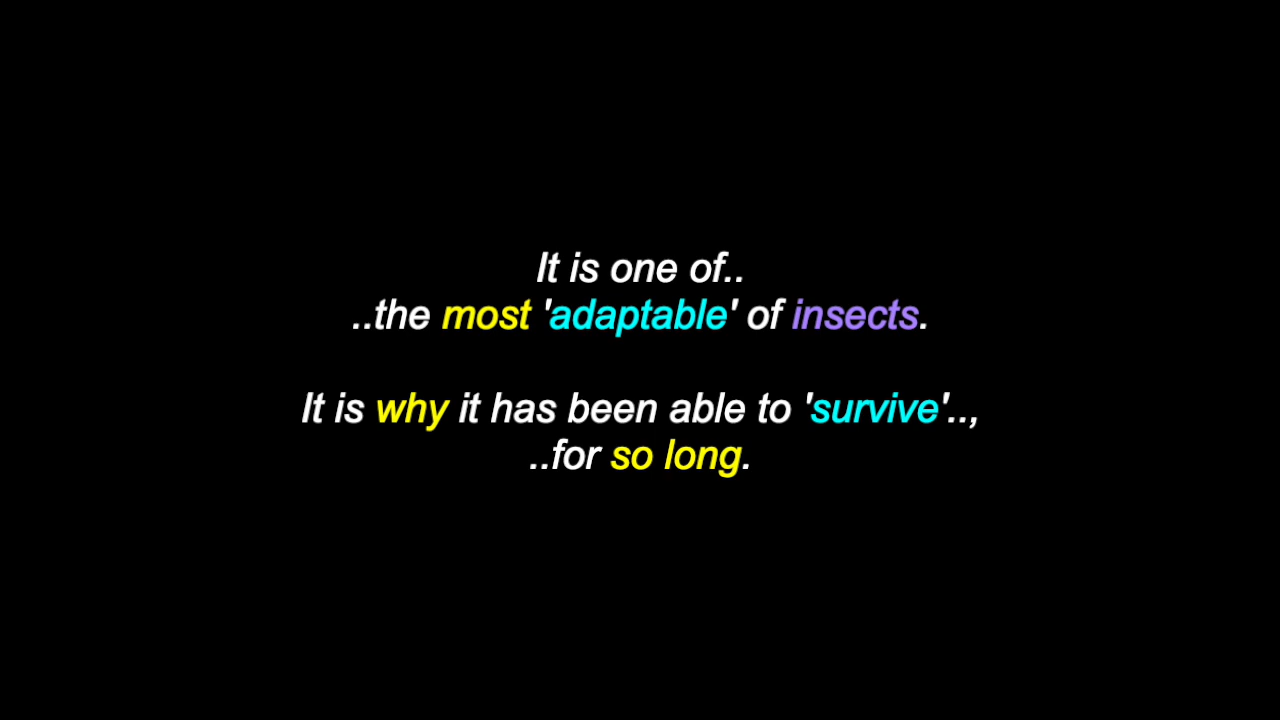 It is one of..
..the most 'adaptable' of insects.
It is why it has been able to 'survive'..,
..for so long.